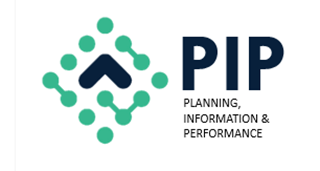 PIP
PLANNING,
INFORMATION &
PERFORMANCE